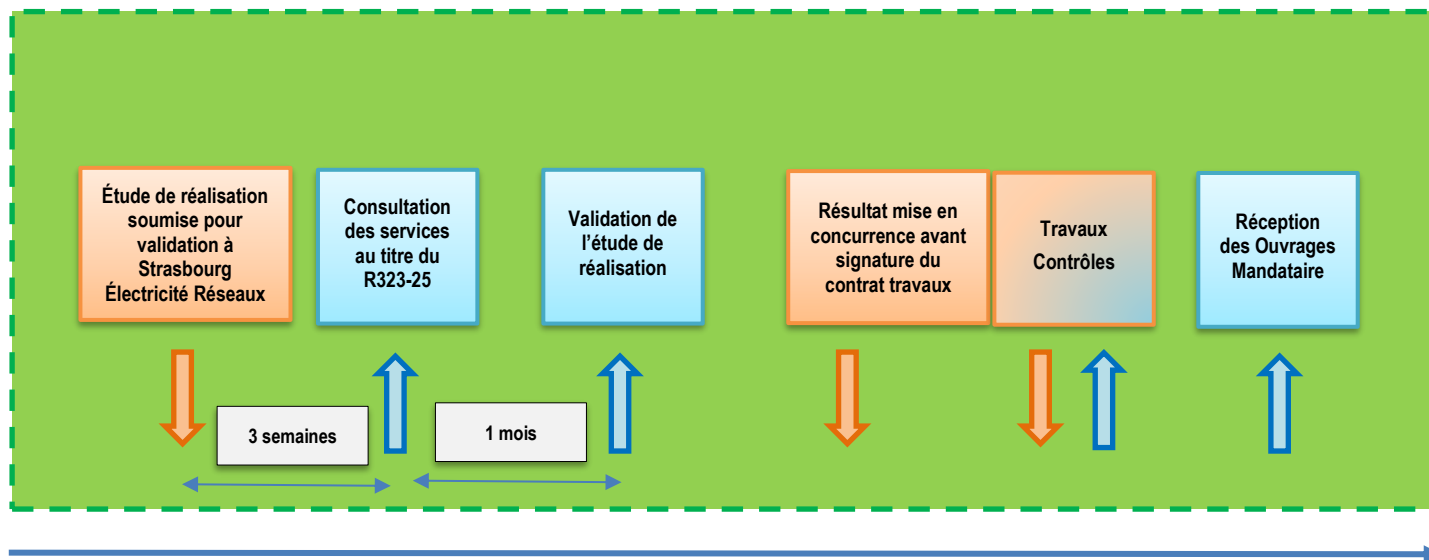 Étude de réalisation
soumise pour
validation à
Strasbourg
Électricité Réseaux
Consultation
des services
au titre du
R323-25
Validation de
l'étude de
réalisation
Résultat mise en
concurrence avant
signature du
contrat travaux
Travaux
Contrôles
Réception
des Ouvrages
Mandataire
3 semaines
1 mois